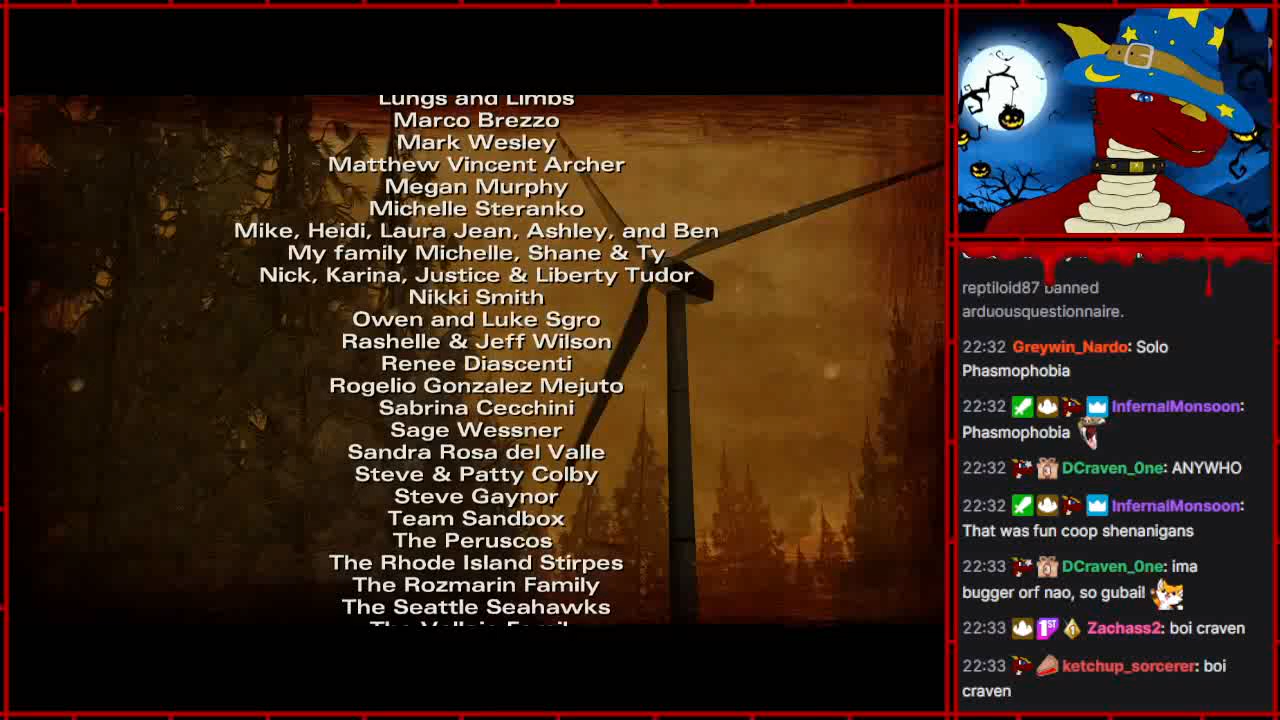 Lungs and Limbs
Marco Brezzo
Mark Wesley
Matthew Vincent Archer
Megan Murphy
Michelle Steranko
Mike, Heidi, Laura Jean, Ashley, and Ben
My family Michelle, Shane & Ty
Nick, Karina, Justice & Liberty Tudor
Nikki Smith
Owen and Luke Sgro
Rashelle & Jeff Wilson
Renee Diascenti
Rogelio Gonzalez Mejuto
Sabrina Cecchini
Sage Wessner
Sandra Rosa del Valle
Steve & Patty Colby
Steve Gaynor
Team Sandbox
The Peruscos
The Rhode Island Stirpes
The Rozmarin Family
The Seattle Seahawks
reptiloid87 banned
arduousquestionnaire.
22:32 Greywin_Nardo: Solo
Phasmophobia
22:32 InfernalMonsoon:
Phasmophobia
22:32 DCraven_0ne: ANYWHO
22:32 InfernalMonsoon:
That was fun coop shenanigans
22:33 DCraven_0ne: ima
bugger orf nao, so gubai!
22:33 1ST 1 Zachass2: boi craven
22:33 ketchup_sorcerer: boi
craven